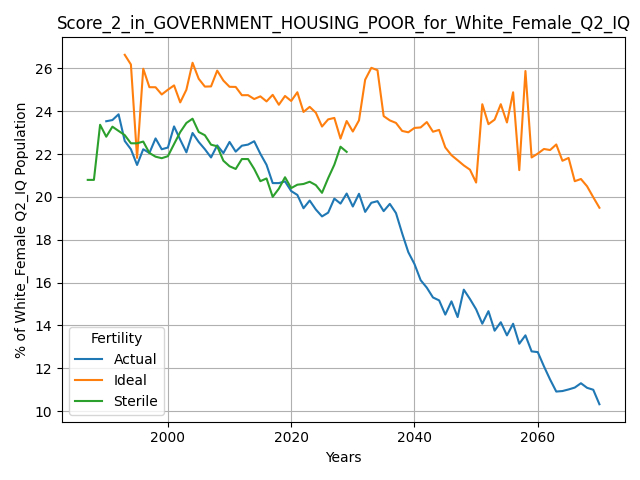 Score_2_in_GOVERNMENT_HOUSING_POOR_for_White_Female_Q2_IQ
% of White_Female Q2_IQ Population
26
24
22
20
18
16
14
12
10
Fertility
Actual
Ideal
Sterile
2000 2020 2040 2060
Years